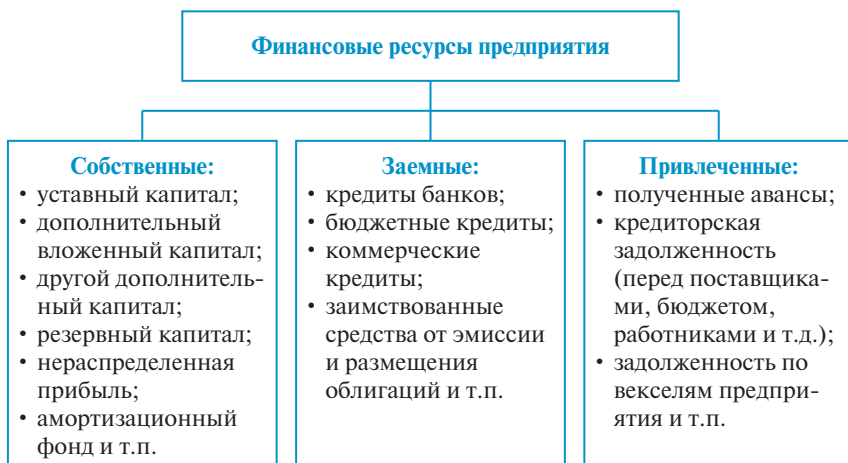 Финансовые ресурсы предприятия
Собственные:
• уставный капитал;
• дополнительный
вложенный капитал;
• другой дополнитель-
ный капитал;
• резервный капитал;
• нераспределенная
прибыль;
• амортизационный
фонд и т.п.
Заемные:
• кредиты банков;
• бюджетные кредиты;
• коммерческие
кредиты;
• заимствованные
средства от эмиссии
и размещения
облигаций и т.п.
Привлеченные:
• полученные авансы;
• кредиторская
задолженность
(перед поставщика-
ми, бюджетом,
работниками и т.д.);
• задолженность по
векселям предпри-
ятия и т.п.